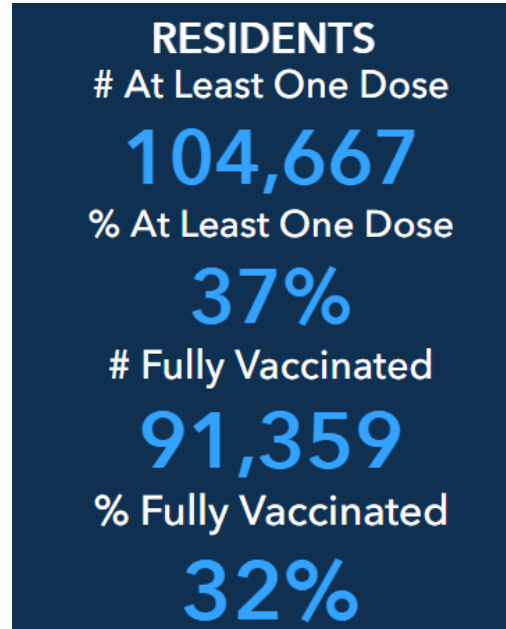 RESIDENTS
# At Least One Dose
104,667
% At Least One Dose
37%
# Fully Vaccinated
91,359
% Fully Vaccinated
32%